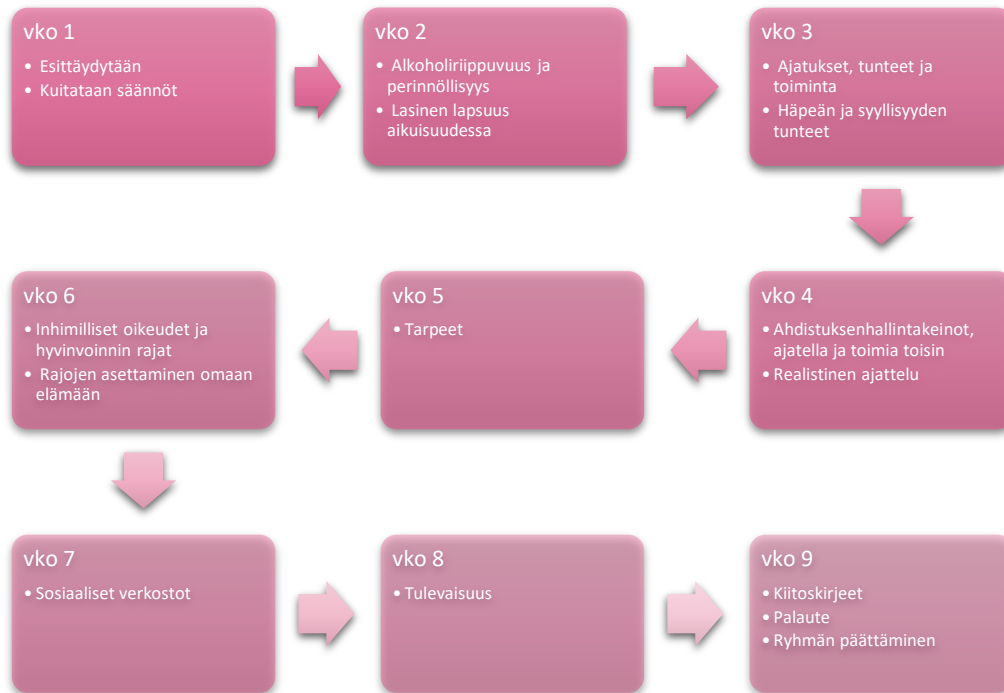 vko 1
• Esittäydytään
• Kuitataan säännöt
vko 2
• Alkoholiriippuvuus ja
perinnöllisyys
• Lasinen lapsuus
aikuisuudessa
vko 3
• Ajatukset, tunteet ja
toiminta
• Häpeän ja syyllisyyden
tunteet
vko 4
• Ahdistuksenhallintakeinot,
ajatella ja toimia toisin
• Realistinen ajattelu
vko 5
• Tarpeet
vko 6
• Inhimilliset oikeudet ja
hyvinvoinnin rajat
• Rajojen asettaminen omaan
elämään
vko 7
• Sosiaaliset verkostot
vko 8
• Tulevaisuus
vko 9
• Kiitoskirjeet
• Palaute
• Ryhmän päättäminen